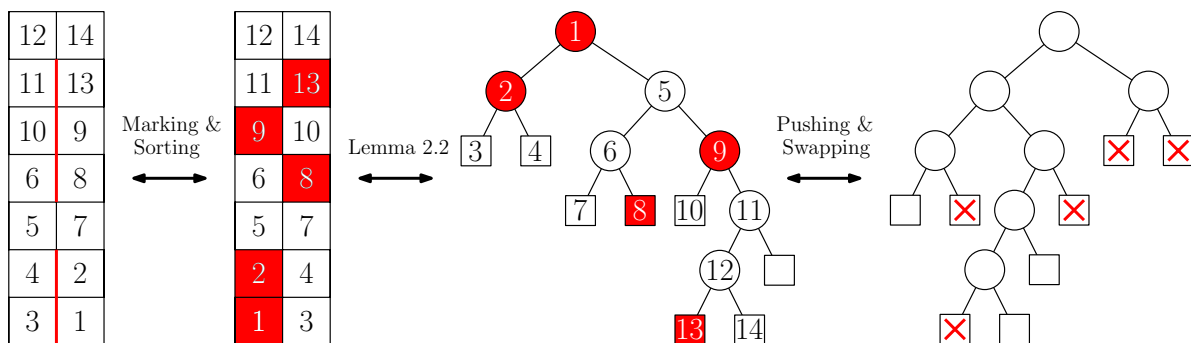 12 14
11 13
10 9
6 8
5 7
4 2
3 1
Marking &
Sorting
12 14
11 13
9 10
6 8
5 7
2 4
1 3
Lemma 2.2
1
2 5
3 4 6 9
7 8 10 11
12
13 14
Pushing &
Swapping